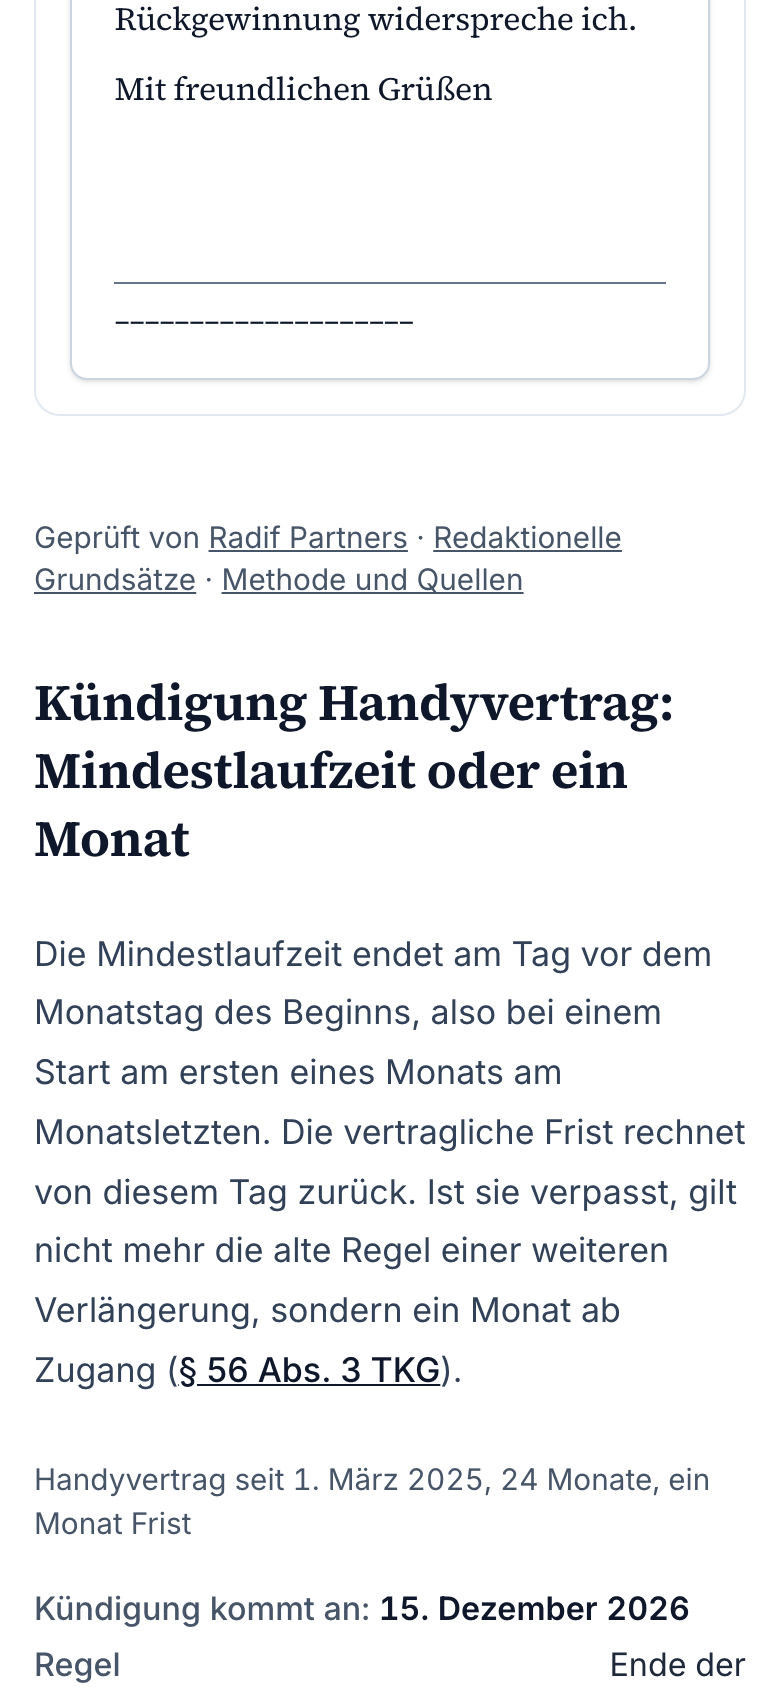 Rückgewinnung widerspreche ich.
Mit freundlichen Grüßen
____________________
Geprüft von Radif Partners · Redaktionelle
Grundsätze · Methode und Quellen
Kündigung Handyvertrag:
Mindestlaufzeit oder ein
Monat
Die Mindestlaufzeit endet am Tag vor dem
Monatstag des Beginns, also bei einem
Start am ersten eines Monats am
Monatsletzten. Die vertragliche Frist rechnet
von diesem Tag zurück. Ist sie verpasst, gilt
nicht mehr die alte Regel einer weiteren
Verlängerung, sondern ein Monat ab
Zugang (§ 56 Abs. 3 TKG).
Handyvertrag seit 1. März 2025, 24 Monate, ein
Monat Frist
Kündigung kommt an: 15. Dezember 2026
Regel Ende der